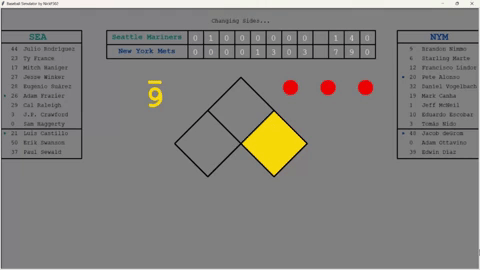 Baseball Simulator by
Changing Sides...
SEA
Seattle Mariners 0 1 0 0 0 0 0 0 1 4 0
New York Mets 0 0 0 0 1 3 0 3 7 9 0
NYM
44 Julio Rodriguez
23 Ty France
17 Mitch Haniger
27 Jesse Winker
28 Eugenio Suarez
26 Adam Frazier
29 Cal Raleigh
3 J.P. Crawford
0 Sam Haggerty
21 Luis Castillo
50 Erik Swanson
37 Paul Sewald
9
9 Brandon Nimmo
6 Starling Marte
12 Francisco Lindor
20 Pete Alonso
32 Daniel Vogelbach
19 Mark Canha
1 Jeff McNeil
10 Eduardo Escobar
3 Tomás Nido
48 Jacob deGrom
0 Adam Ottavino
39 Edwin Díaz